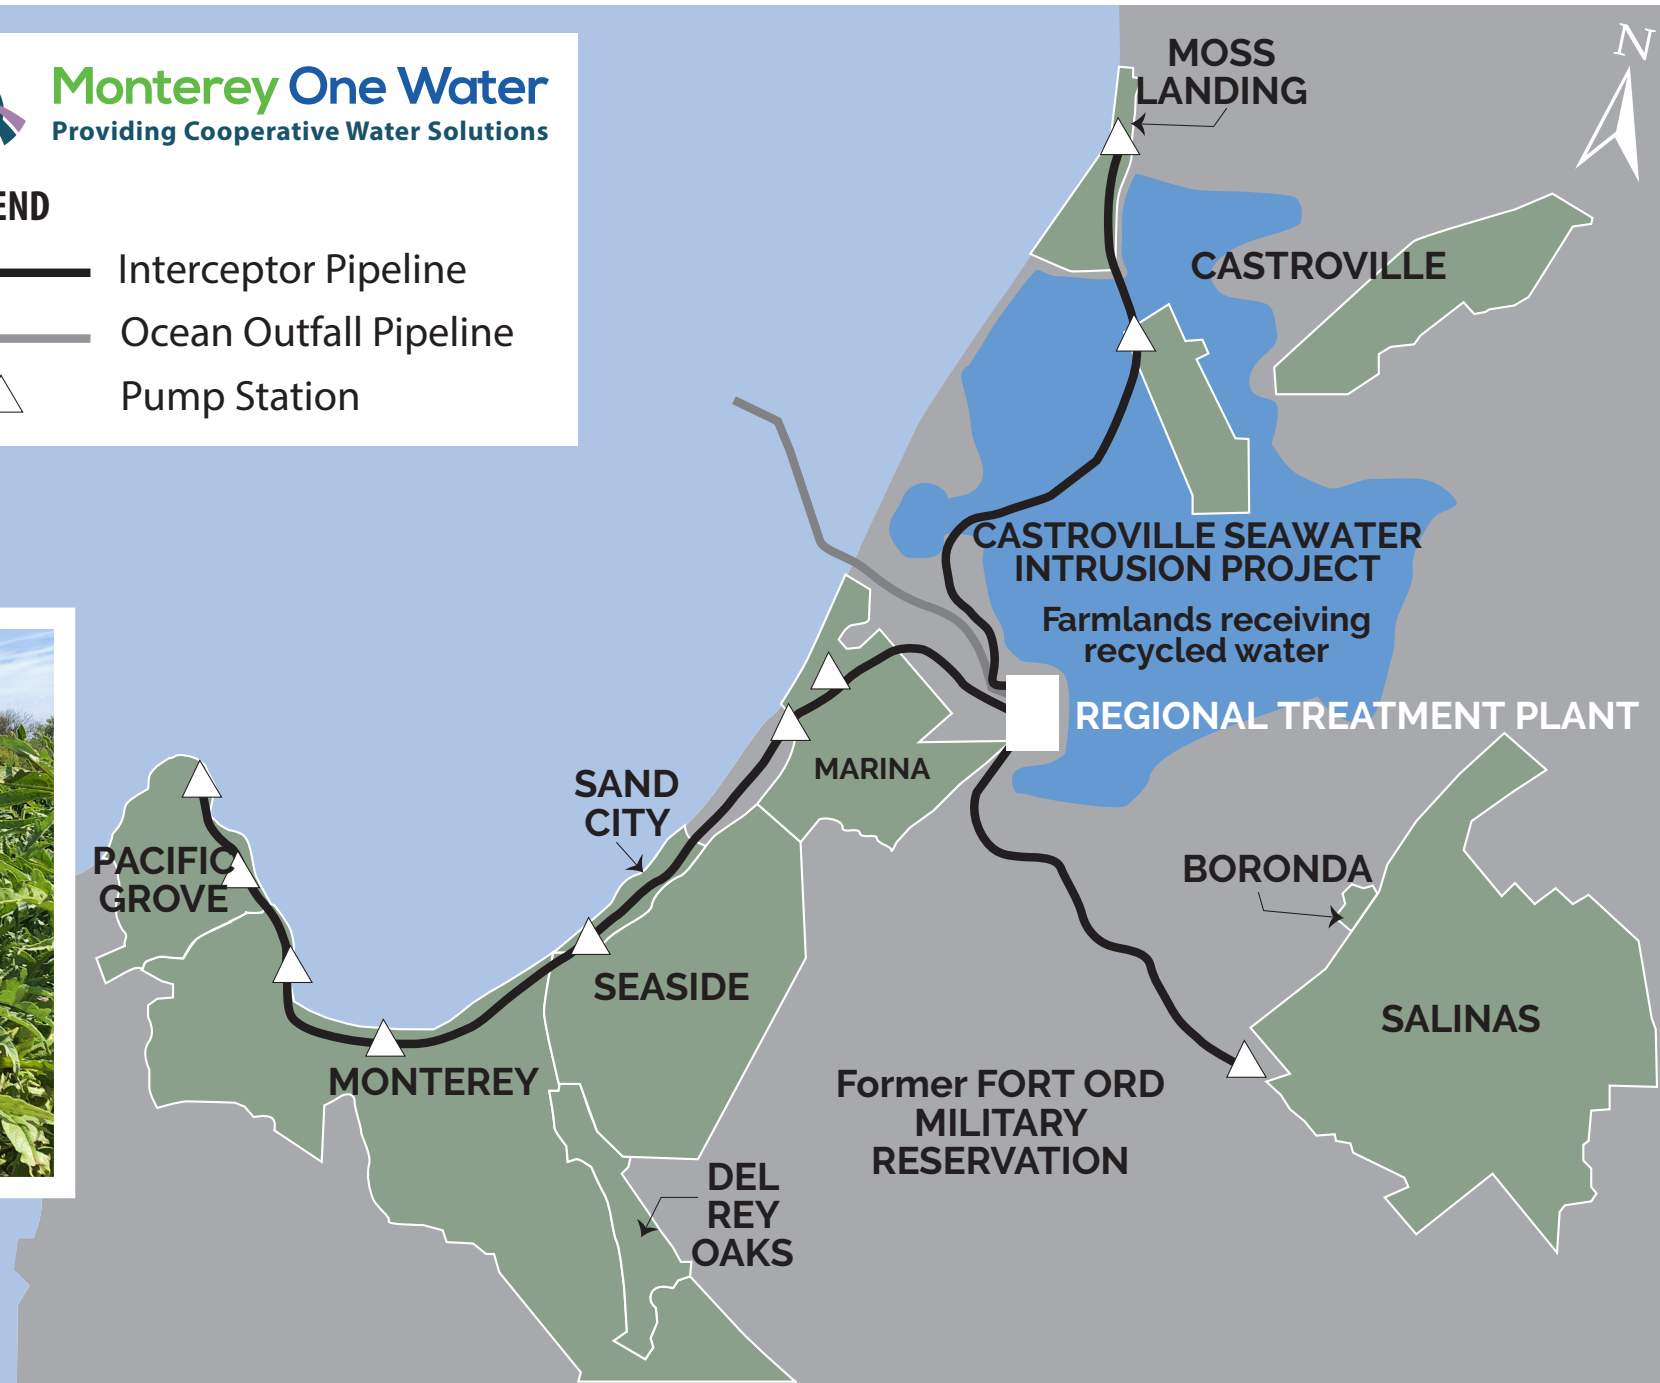 Monterey One Water
Providing Cooperative Water Solutions
END
Interceptor Pipeline
Ocean Outfall Pipeline
Pump Station
N
MOSS
LANDING
CASTROVILLE
CASTROVILLE SEAWATER
INTRUSION PROJECT
Farmlands receiving
recycled water
REGIONAL TREATMENT PLANT
MARINA
SAND
CITY
PACIFIC
GROVE
BORONDA
SEASIDE
SALINAS
MONTEREY
Former FORT ORD
MILITARY
RESERVATION
DEL
REY
OAKS